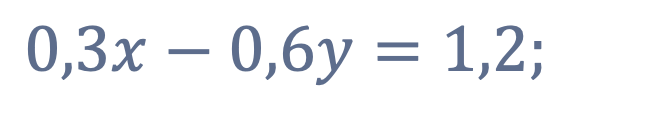 0,3x − 0,6y = 1,2;